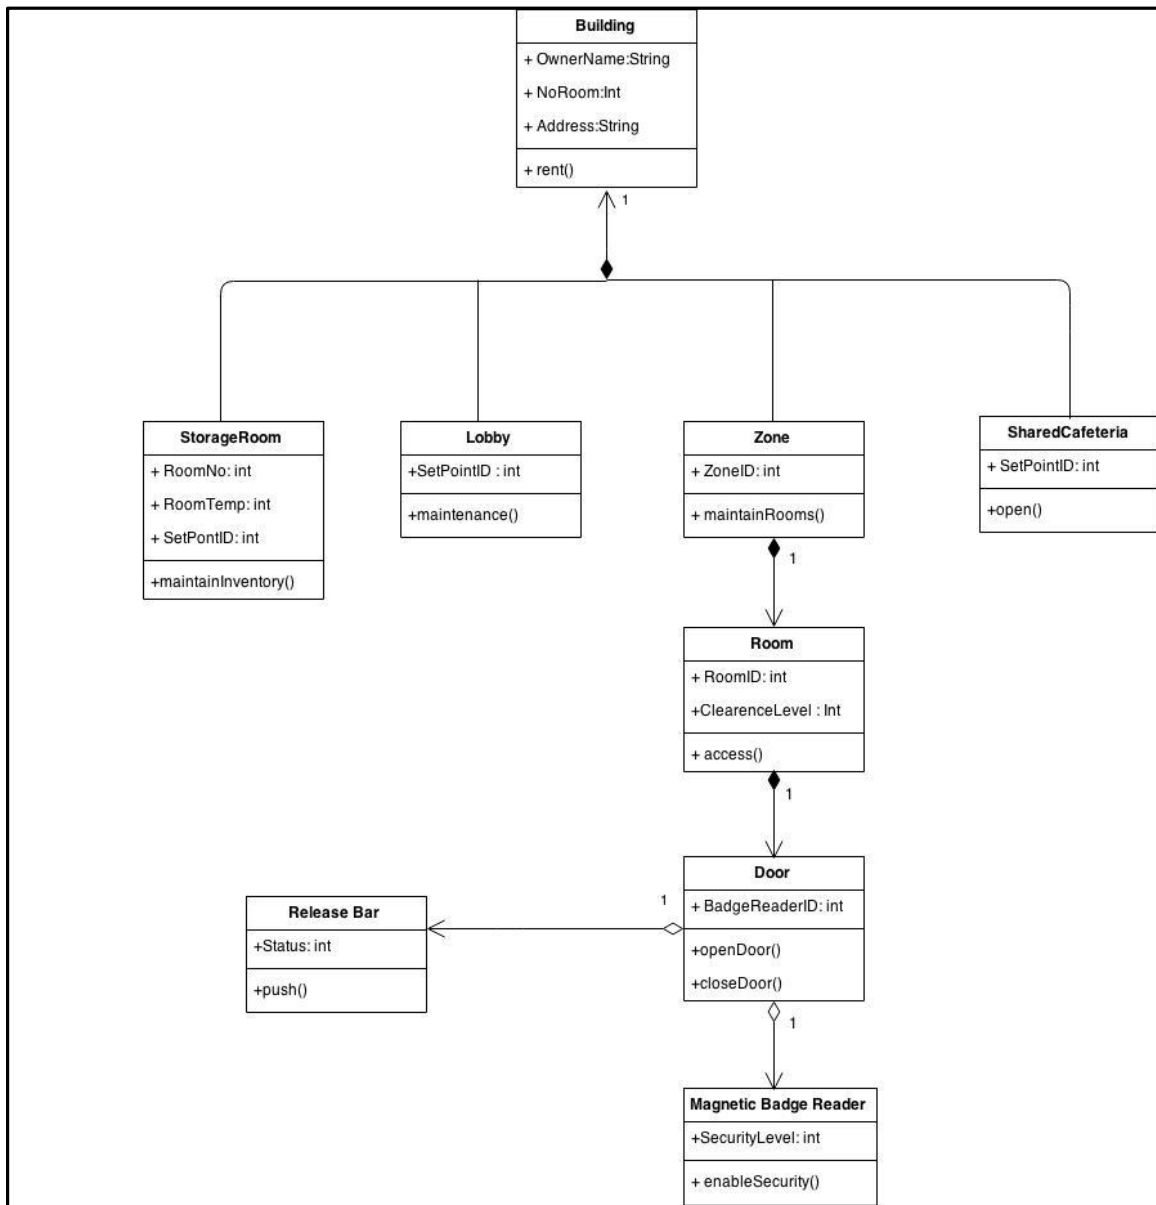 Building
+ OwnerName:String
+ NoRoom:Int
+ Address:String
+ rent()
1
StorageRoom
+ RoomNo: int
+ RoomTemp: int
+ SetPontID: int
+maintainInventory()
Lobby
+SetPointID : int
+maintenance()
Zone
+ ZoneID: int
+ maintainRooms()
1
SharedCafeteria
+ SetPointID: int
+open()
Room
+ RoomID: int
+ClearenceLevel : Int
+ access()
1
Door
+ BadgeReaderID: int
+openDoor()
+closeDoor()
1
1
Release Bar
+Status: int
+push()
Magnetic Badge Reader
+SecurityLevel: int
+ enableSecurity()